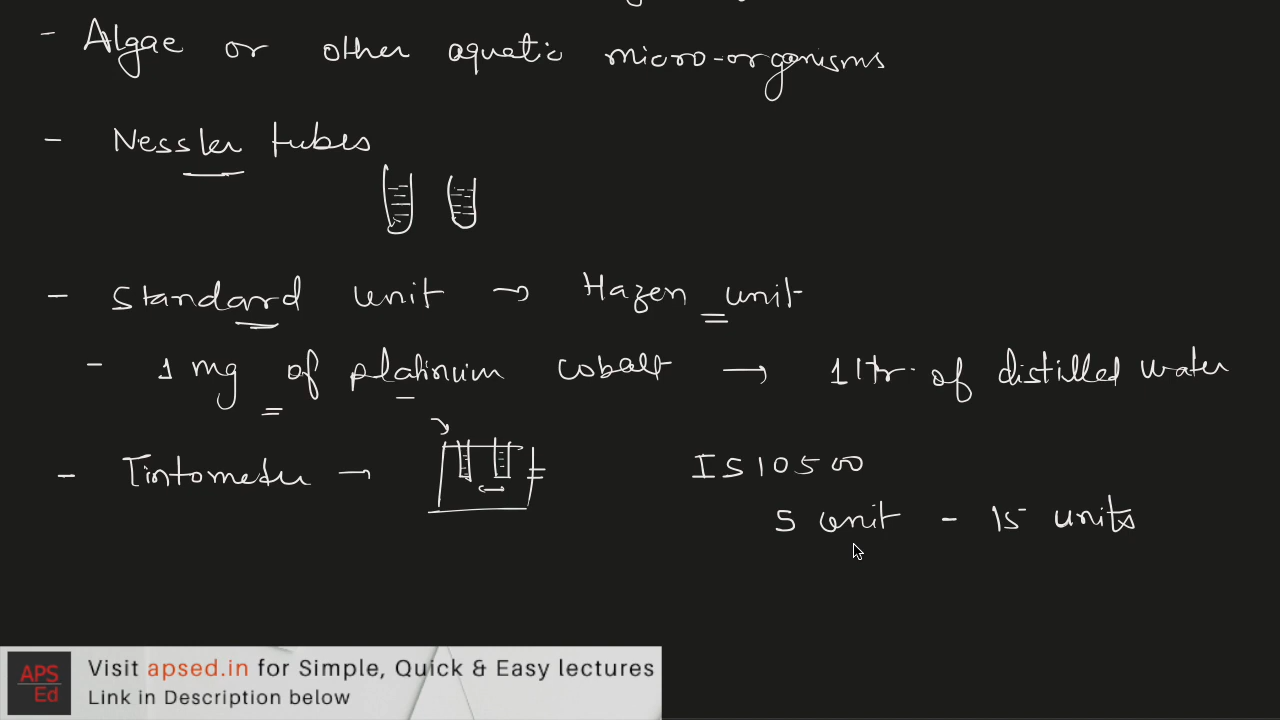 - Algae or other aquatic micro-organisms
- Nessler tubes
- Standard unit → Hazen unit
- 1 mg of platinum cobalt → 1 ltr. of distilled water
- Tintometer →
IS 10500
5 unit - 15 units
APS Ed
Visit apsed.in for Simple, Quick & Easy lectures
Link in Description below